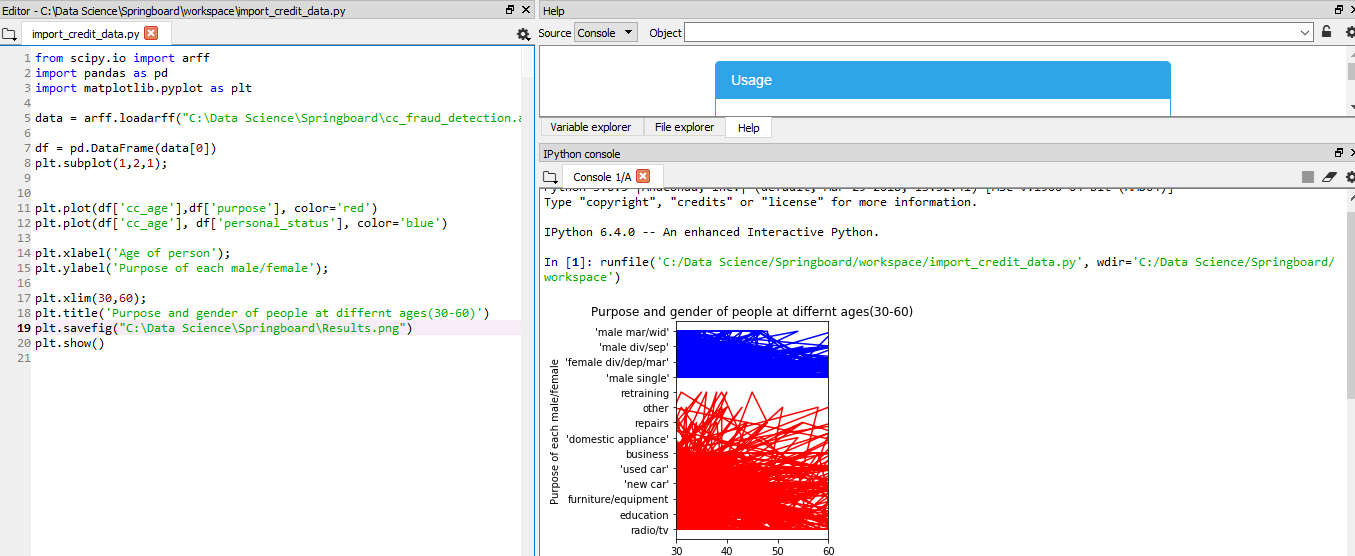 Editor - C:\Data Science\Springboard\workspace\import_credit_data.py
import_credit_data.py
1 from scipy.io import arff
2 import pandas as pd
3 import matplotlib.pyplot as plt
4
5 data = arff.loadarff("C:\Data Science\Springboard\cc_fraud_detection.a
6
7 df = pd.DataFrame(data[0])
8 plt.subplot(1,2,1);
9
10
11 plt.plot(df['cc_age'],df['purpose'], color='red')
12 plt.plot(df['cc_age'], df['personal_status'], color='blue')
13
14 plt.xlabel('Age of person');
15 plt.ylabel('Purpose of each male/female');
16
17 plt.xlim(30,60);
18 plt.title('Purpose and gender of people at differnt ages(30-60)')
19 plt.savefig("C:\Data Science\Springboard\Results.png")
20 plt.show()
21
Help
Source Console Object
Usage
Variable explorer File explorer Help
IPython console
Console 1/A
Type "copyright", "credits" or "license" for more information.
IPython 6.4.0 -- An enhanced Interactive Python.
In [1]: runfile('C:/Data Science/Springboard/workspace/import_credit_data.py', wdir='C:/Data Science/Springboard/
workspace')
Purpose and gender of people at differnt ages(30-60)
Purpose of each male/female
'male mar/wid'
'male div/sep'
'female div/dep/mar'
'male single'
retraining
other
repairs
'domestic appliance'
business
'used car'
'new car'
furniture/equipment
education
radio/tv
30 40 50 60